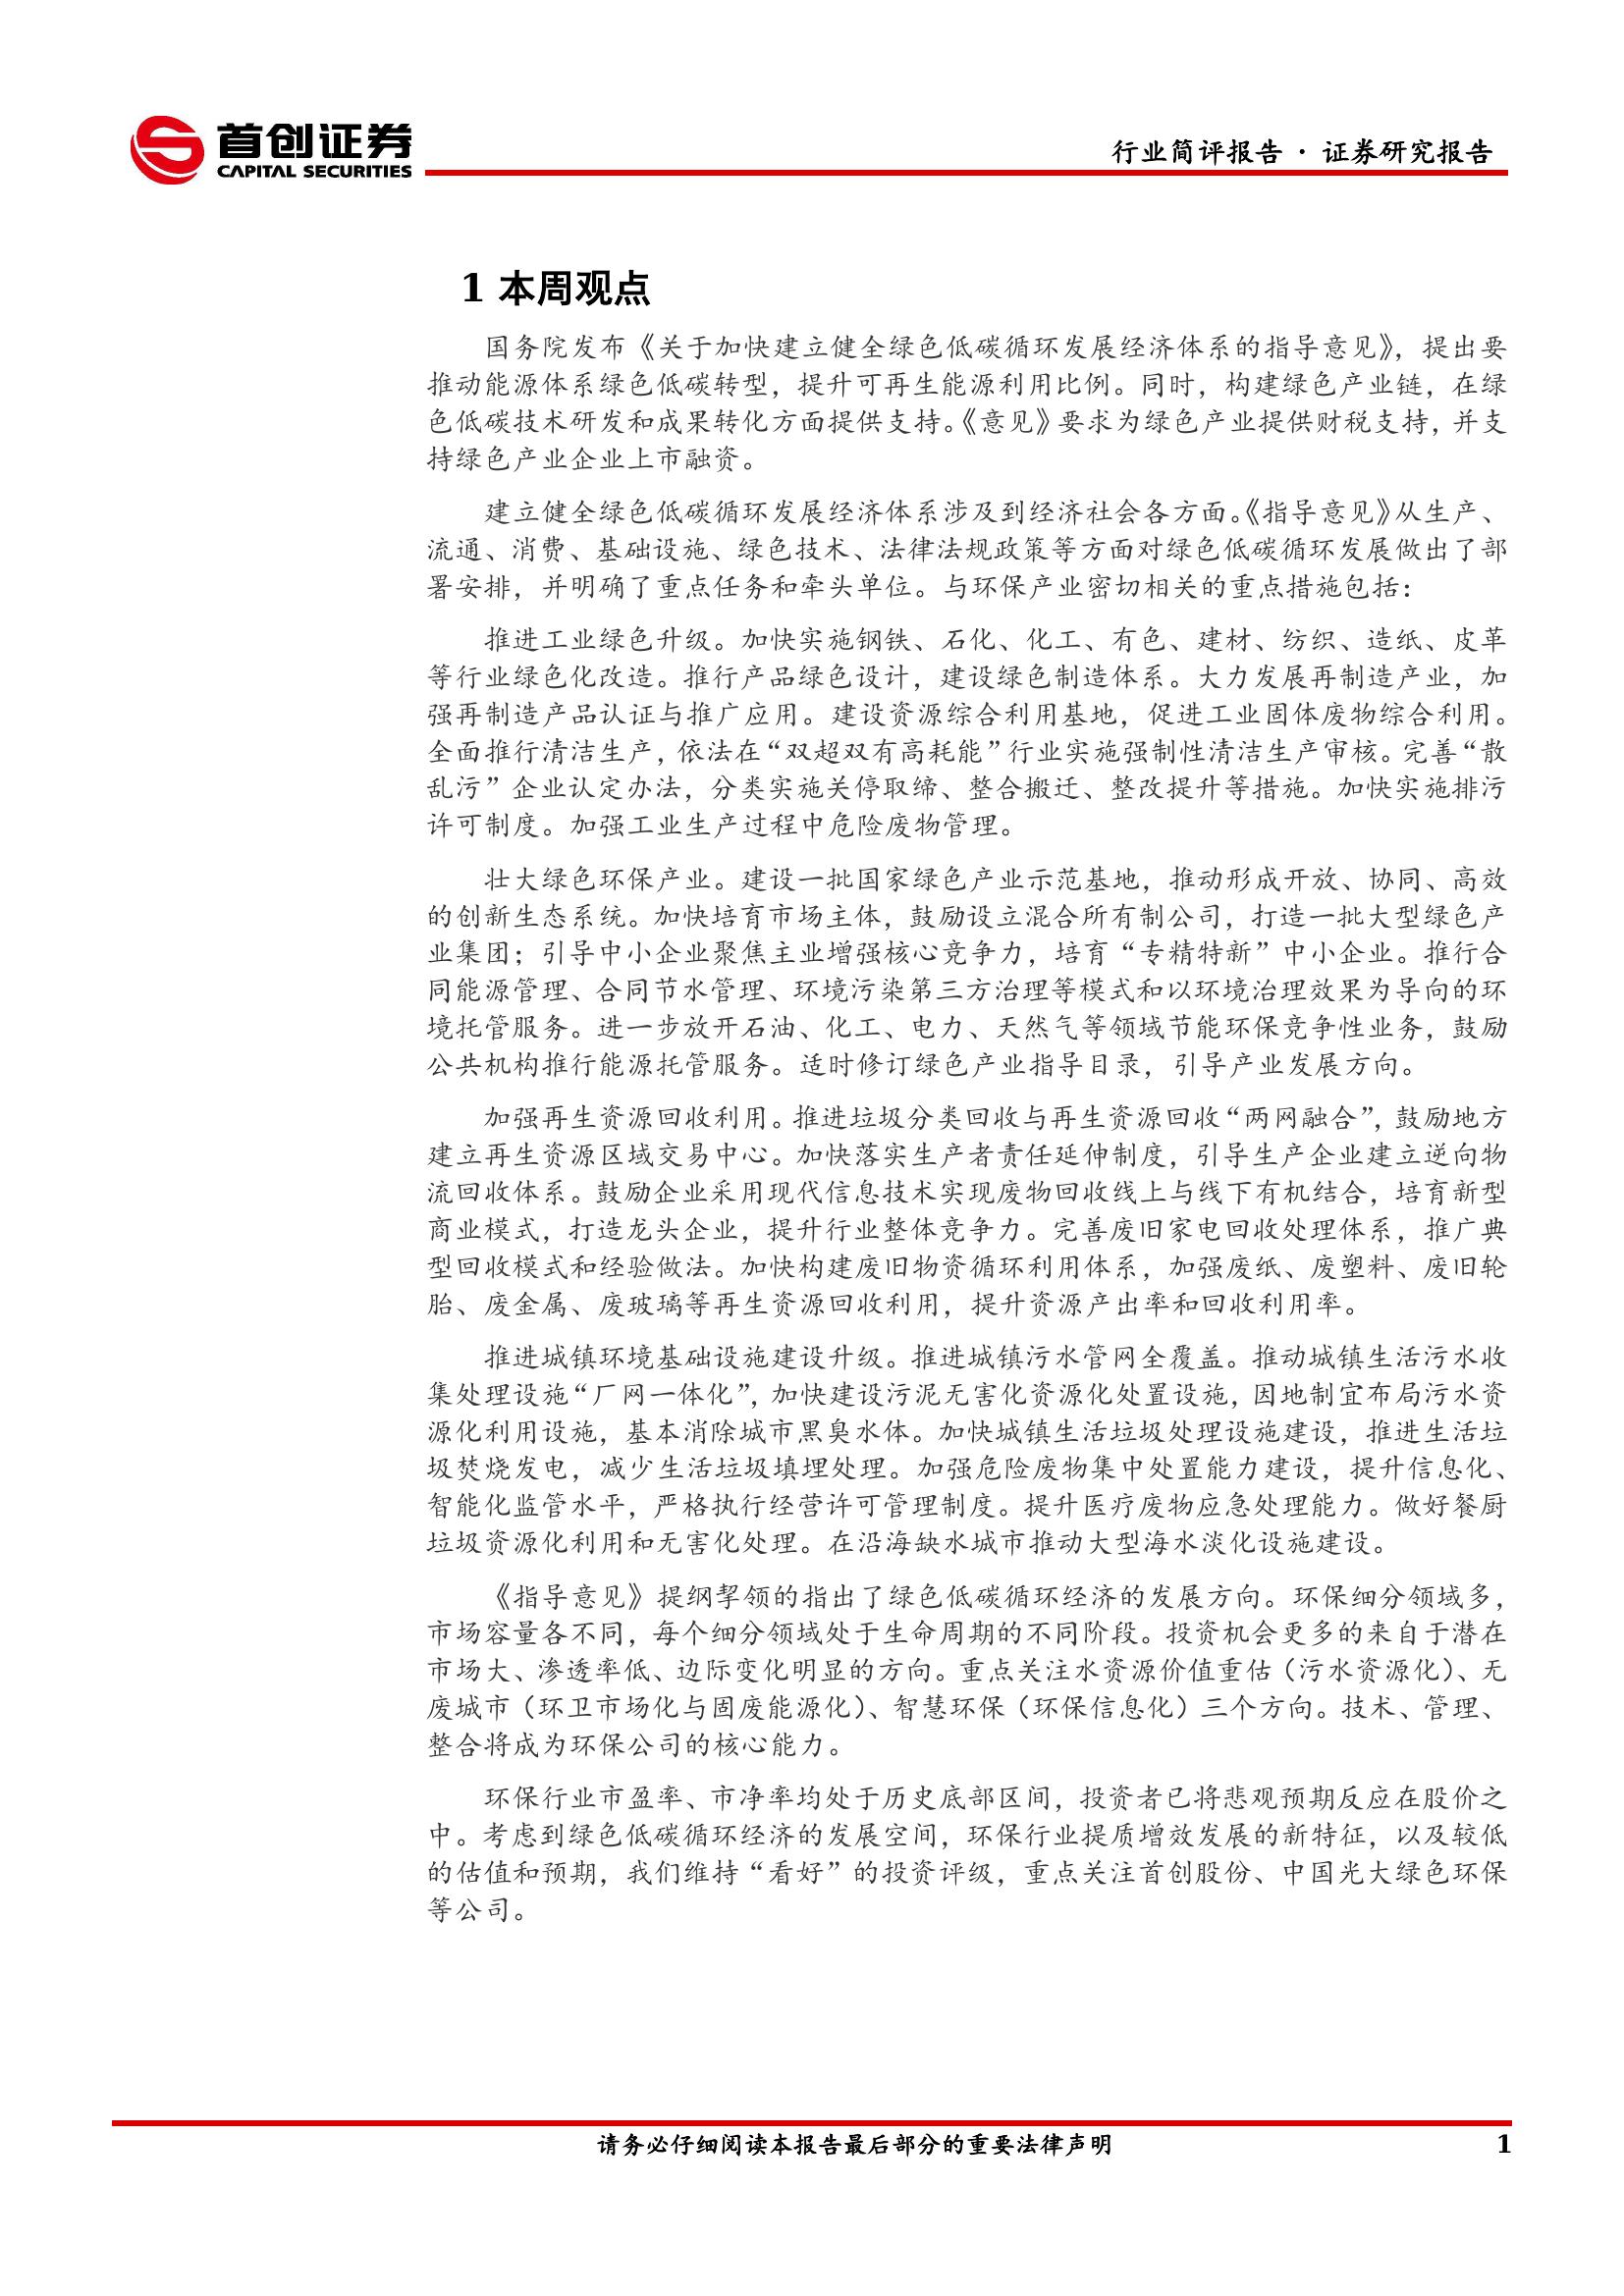 首创证券
CAPITAL SECURITIES
行业简评报告 · 证券研究报告
1 本周观点
国务院发布《关于加快建立健全绿色低碳循环发展经济体系的指导意见》，提出要
推动能源体系绿色低碳转型，提升可再生能源利用比例。同时，构建绿色产业链，在绿
色低碳技术研发和成果转化方面提供支持。《意见》要求为绿色产业提供财税支持，并支
持绿色产业企业上市融资。
建立健全绿色低碳循环发展经济体系涉及到经济社会各方面。《指导意见》从生产、
流通、消费、基础设施、绿色技术、法律法规政策等方面对绿色低碳循环发展做出了部
署安排，并明确了重点任务和牵头单位。与环保产业密切相关的重点措施包括：
推进工业绿色升级。加快实施钢铁、石化、化工、有色、建材、纺织、造纸、皮革
等行业绿色化改造。推行产品绿色设计，建设绿色制造体系。大力发展再制造产业，加
强再制造产品认证与推广应用。建设资源综合利用基地，促进工业固体废物综合利用。
全面推行清洁生产，依法在“双超双有高耗能”行业实施强制性清洁生产审核。完善“散
乱污”企业认定办法，分类实施关停取缔、整合搬迁、整改提升等措施。加快实施排污
许可制度。加强工业生产过程中危险废物管理。
壮大绿色环保产业。建设一批国家绿色产业示范基地，推动形成开放、协同、高效
的创新生态系统。加快培育市场主体，鼓励设立混合所有制公司，打造一批大型绿色产
业集团；引导中小企业聚焦主业增强核心竞争力，培育“专精特新”中小企业。推行合
同能源管理、合同节水管理、环境污染第三方治理等模式和以环境治理效果为导向的环
境托管服务。进一步放开石油、化工、电力、天然气等领域节能环保竞争性业务，鼓励
公共机构推行能源托管服务。适时修订绿色产业指导目录，引导产业发展方向。
加强再生资源回收利用。推进垃圾分类回收与再生资源回收“两网融合”，鼓励地方
建立再生资源区域交易中心。加快落实生产者责任延伸制度，引导生产企业建立逆向物
流回收体系。鼓励企业采用现代信息技术实现废物回收线上与线下有机结合，培育新型
商业模式，打造龙头企业，提升行业整体竞争力。完善废旧家电回收处理体系，推广典
型回收模式和经验做法。加快构建废旧物资循环利用体系，加强废纸、废塑料、废旧轮
胎、废金属、废玻璃等再生资源回收利用，提升资源产出率和回收利用率。
推进城镇环境基础设施建设升级。推进城镇污水管网全覆盖。推动城镇生活污水收
集处理设施“厂网一体化”，加快建设污泥无害化资源化处置设施，因地制宜布局污水资
源化利用设施，基本消除城市黑臭水体。加快城镇生活垃圾处理设施建设，推进生活垃
圾焚烧发电，减少生活垃圾填埋处理。加强危险废物集中处置能力建设，提升信息化、
智能化监管水平，严格执行经营许可管理制度。提升医疗废物应急处理能力。做好餐厨
垃圾资源化利用和无害化处理。在沿海缺水城市推动大型海水淡化设施建设。
《指导意见》提纲挈领的指出了绿色低碳循环经济的发展方向。环保细分领域多，
市场容量各不同，每个细分领域处于生命周期的不同阶段。投资机会更多的来自于潜在
市场大、渗透率低、边际变化明显的方向。重点关注水资源价值重估（污水资源化）、无
废城市（环卫市场化与固废能源化）、智慧环保（环保信息化）三个方向。技术、管理、
整合将成为环保公司的核心能力。
环保行业市盈率、市净率均处于历史底部区间，投资者已将悲观预期反应在股价之
中。考虑到绿色低碳循环经济的发展空间，环保行业提质增效发展的新特征，以及较低
的估值和预期，我们维持“看好”的投资评级，重点关注首创股份、中国光大绿色环保
等公司。
请务必仔细阅读本报告最后部分的重要法律声明
1